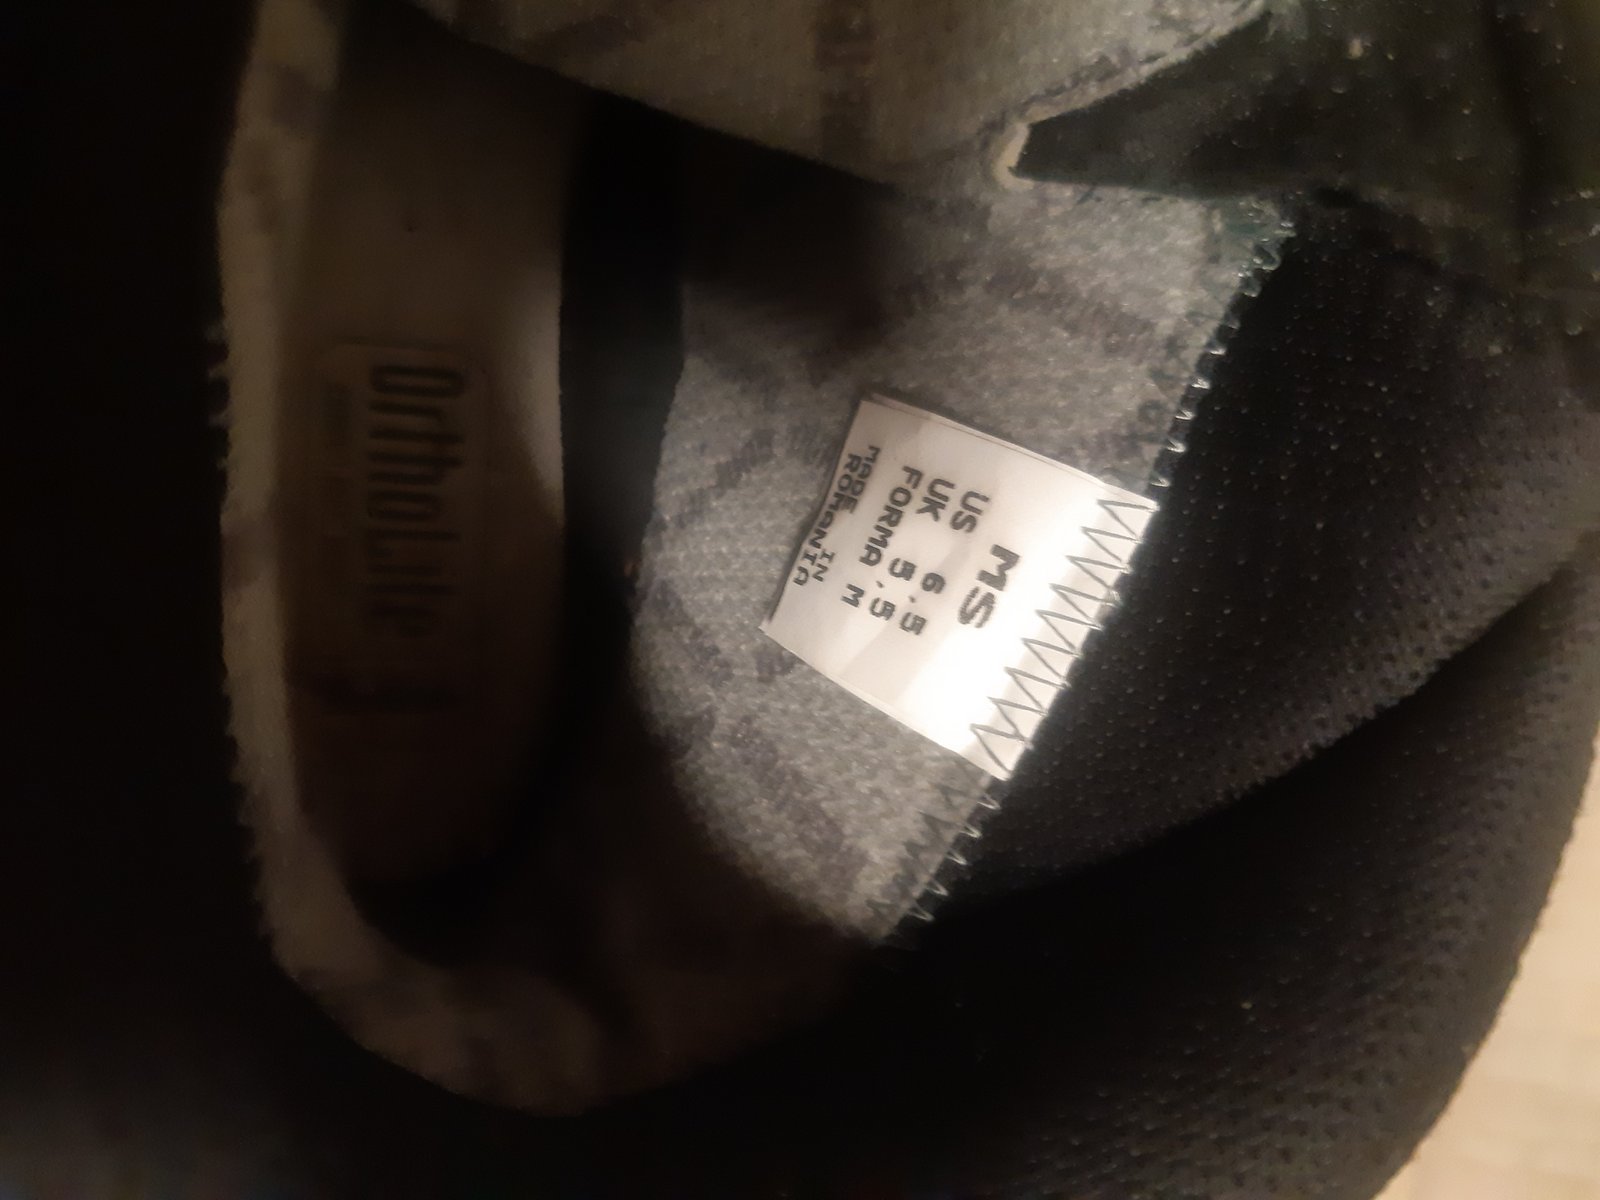 MS
US 6.5
UK 5.5
FORMA M
MADE IN
ROMANIA
OrthoLite